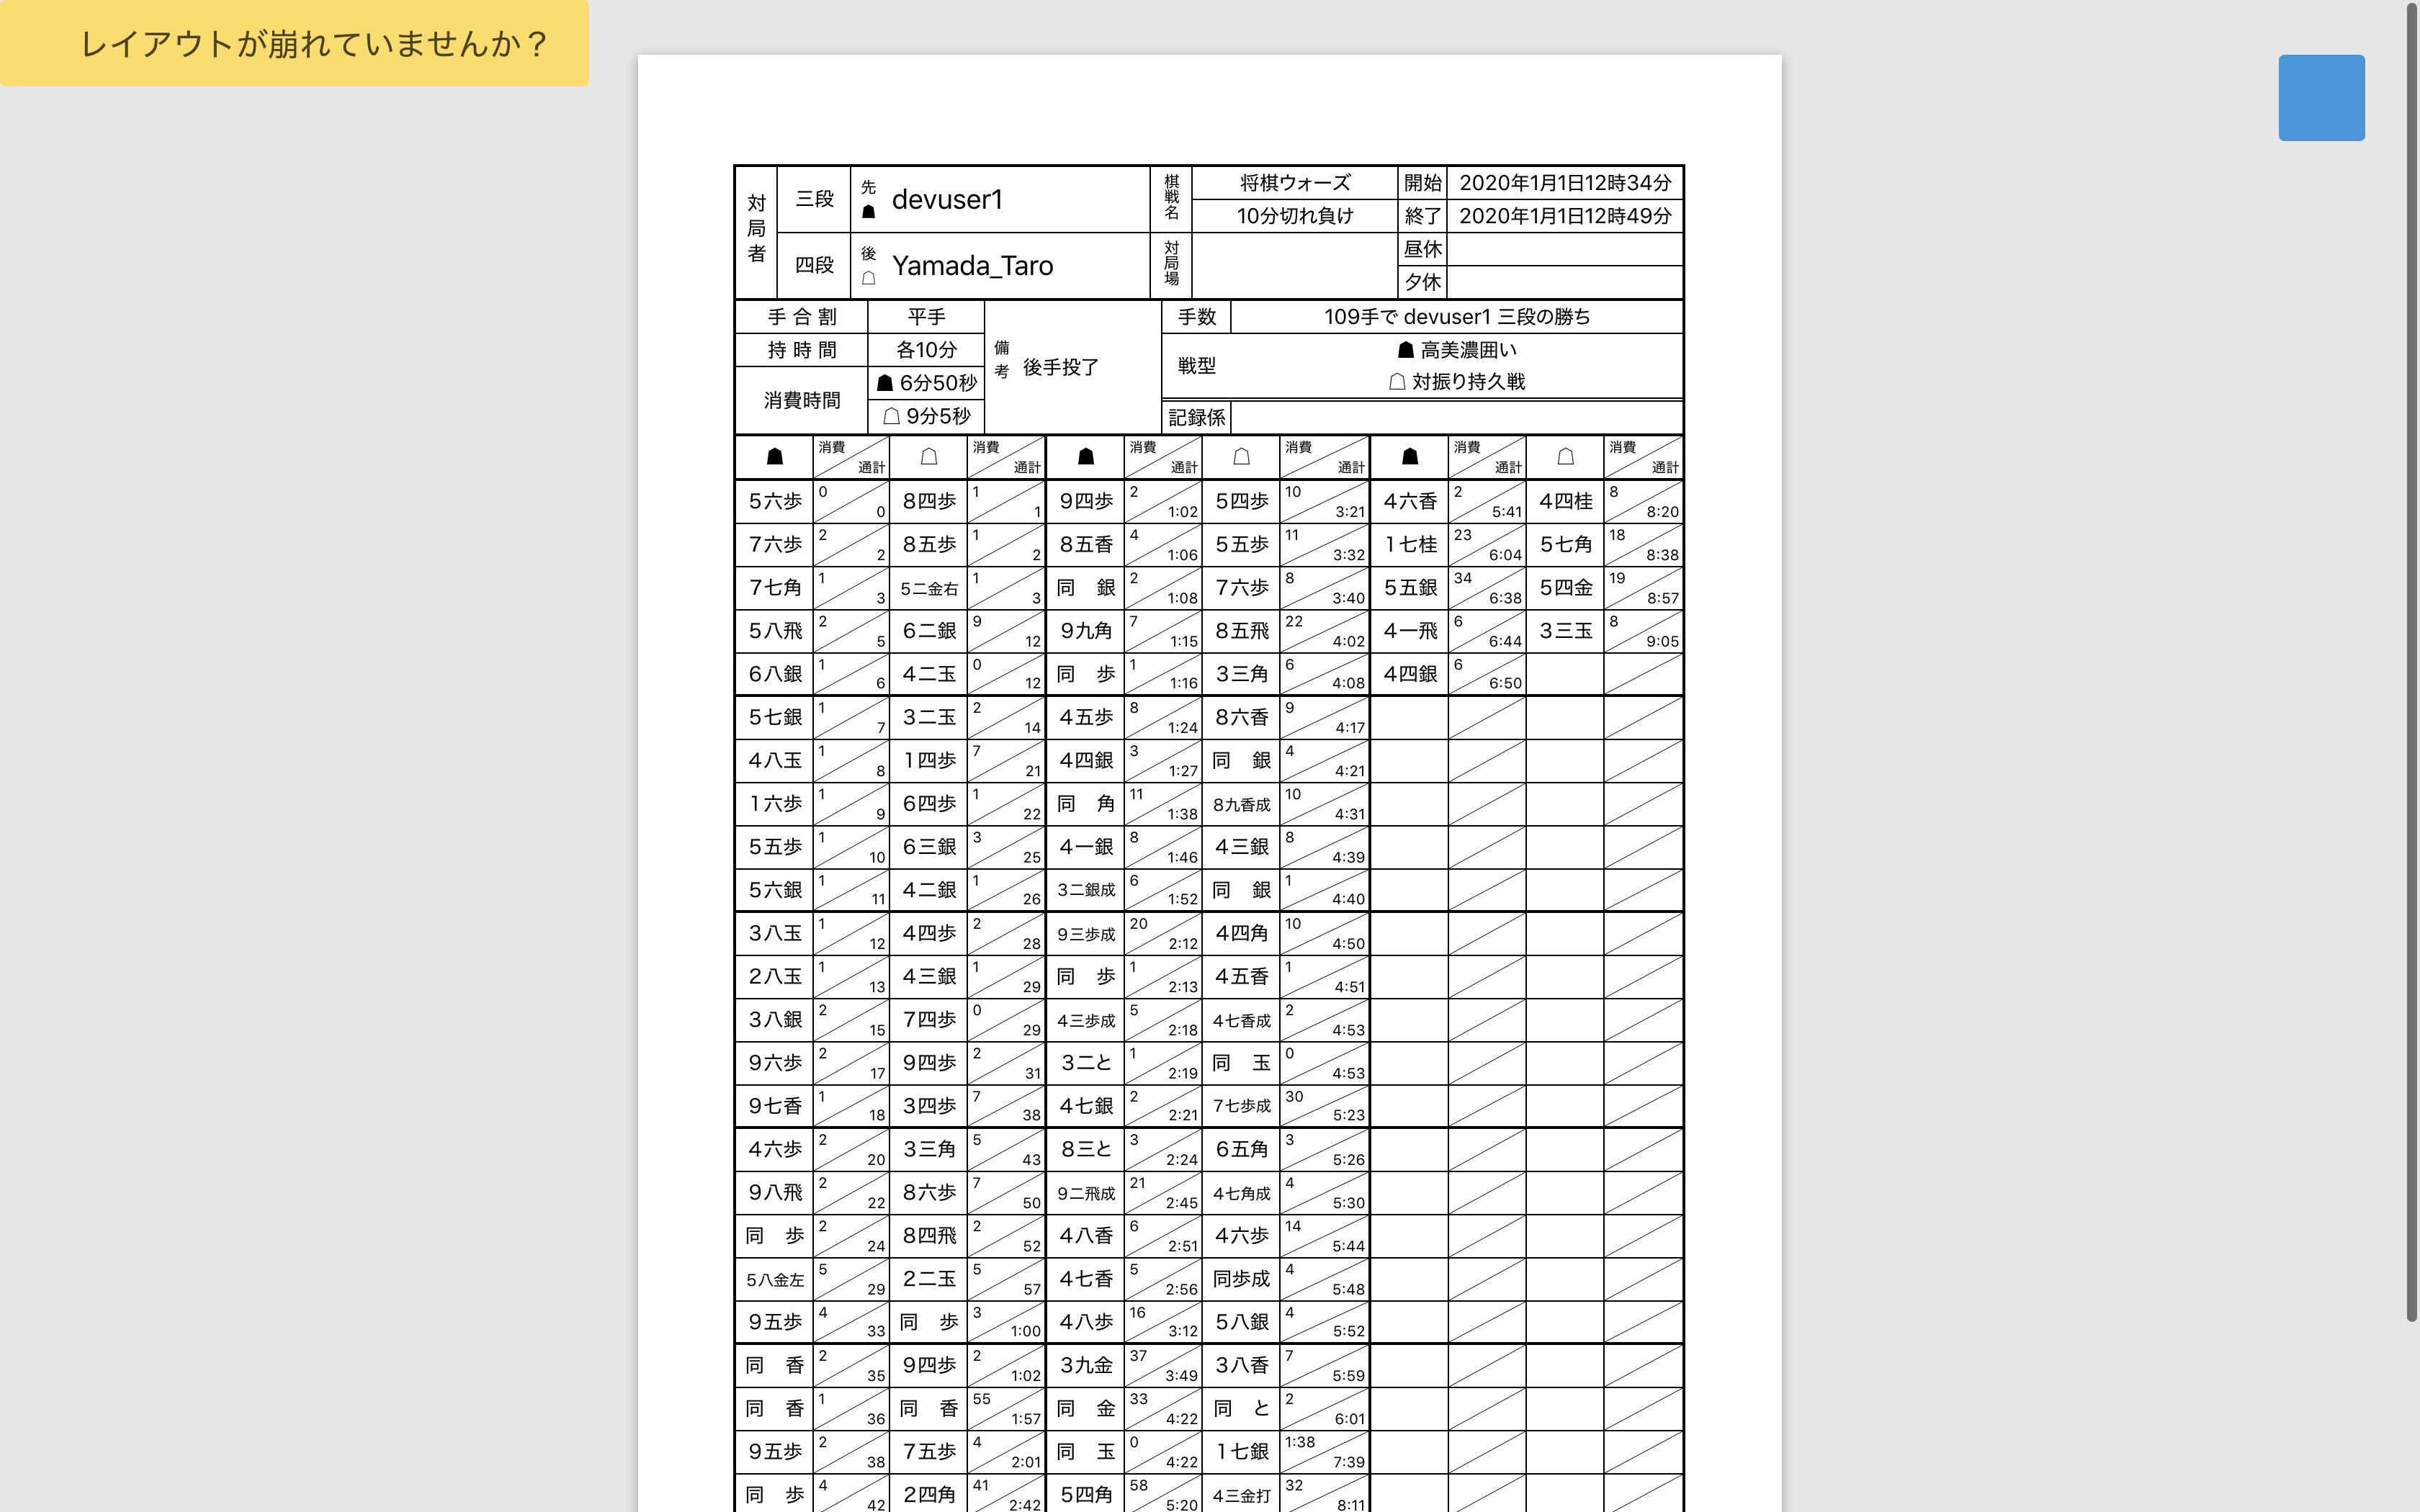 レイアウトが崩れていませんか？
対局者 三段 先 devuser1 棋戦名 将棋ウォーズ 開始 2020年1月1日12時34分
10分切れ負け 終了 2020年1月1日12時49分
四段 後 Yamada_Taro 対局場 昼休
夕休
手合割 平手 備考 後手投了 手数 109手で devuser1 三段の勝ち
持時間 各10分 戦型 高美濃囲い
消費時間 6分50秒 対振り持久戦
9分5秒 記録係
消費 通計 消費 通計 消費 通計 消費 通計 消費 通計 消費 通計
5六歩 0 0 8四歩 1 1 9四歩 2 1:02 5四歩 10 3:21 4六香 2 5:41 4四桂 8 8:20
7六歩 2 2 8五歩 1 2 8五香 4 1:06 5五歩 11 3:32 1七桂 23 6:04 5七角 18 8:38
7七角 1 3 5二金右 1 3 同　銀 2 1:08 7六歩 8 3:40 5五銀 34 6:38 5四金 19 8:57
5八飛 2 5 6二銀 9 12 9九角 7 1:15 8五飛 22 4:02 4一飛 6 6:44 3三玉 8 9:05
6八銀 1 6 4二玉 0 12 同　歩 1 1:16 3三角 6 4:08 4四銀 6 6:50
5七銀 1 7 3二玉 2 14 4五歩 8 1:24 8六香 9 4:17
4八玉 1 8 1四歩 7 21 4四銀 3 1:27 同　銀 4 4:21
1六歩 1 9 6四歩 1 22 同　角 11 1:38 8九香成 10 4:31
5五歩 1 10 6三銀 3 25 4一銀 8 1:46 4三銀 8 4:39
5六銀 1 11 4二銀 1 26 3二銀成 6 1:52 同　銀 1 4:40
3八玉 1 12 4四歩 2 28 9三歩成 20 2:12 4四角 10 4:50
2八玉 1 13 4三銀 1 29 同　歩 1 2:13 4五香 1 4:51
3八銀 2 15 7四歩 0 29 4三歩成 5 2:18 4七香成 2 4:53
9六歩 2 17 9四歩 2 31 3二と 1 2:19 同　玉 0 4:53
9七香 1 18 3四歩 7 38 4七銀 2 2:21 7七歩成 30 5:23
4六歩 2 20 3三角 5 43 8三と 3 2:24 6五角 3 5:26
9八飛 2 22 8六歩 7 50 9二飛成 21 2:45 4七角成 4 5:30
同　歩 2 24 8四飛 2 52 4八香 6 2:51 4六歩 14 5:44
5八金左 5 29 2二玉 5 57 4七香 5 2:56 同歩成 4 5:48
9五歩 4 33 同　歩 3 1:00 4八歩 16 3:12 5八銀 4 5:52
同　香 2 35 9四歩 2 1:02 3九金 37 3:49 3八香 7 5:59
同　香 1 36 同　香 55 1:57 同　金 33 4:22 同　と 2 6:01
9五歩 2 38 7五歩 4 2:01 同　玉 0 4:22 1七銀 1:38 7:39
同　歩 4 42 2四角 41 2:42 5四角 58 5:20 4三金打 32 8:11